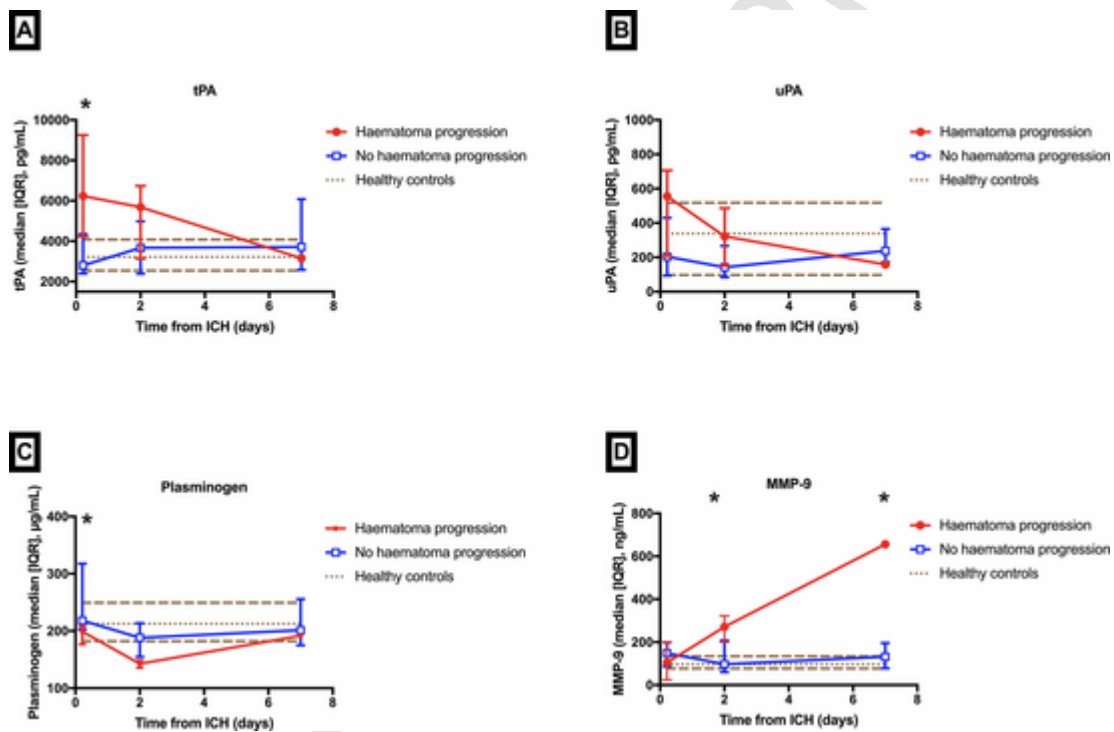 A
tPA
*
10000
8000
6000
4000
2000
tPA (median [IQR], pg/mL)
0 2 4 6 8
Time from ICH (days)
Haematoma progression
No haematoma progression
Healthy controls
B
uPA
1000
800
600
400
200
0
uPA (median [IQR], pg/mL)
0 2 4 6 8
Time from ICH (days)
Haematoma progression
No haematoma progression
Healthy controls
C
Plasminogen
*
400
300
200
100
Plasminogen (median [IQR], µg/mL)
0 2 4 6 8
Time from ICH (days)
Haematoma progression
No haematoma progression
Healthy controls
D
MMP-9
* *
800
600
400
200
0
MMP-9 (median [IQR], ng/mL)
0 2 4 6 8
Time from ICH (days)
Haematoma progression
No haematoma progression
Healthy controls